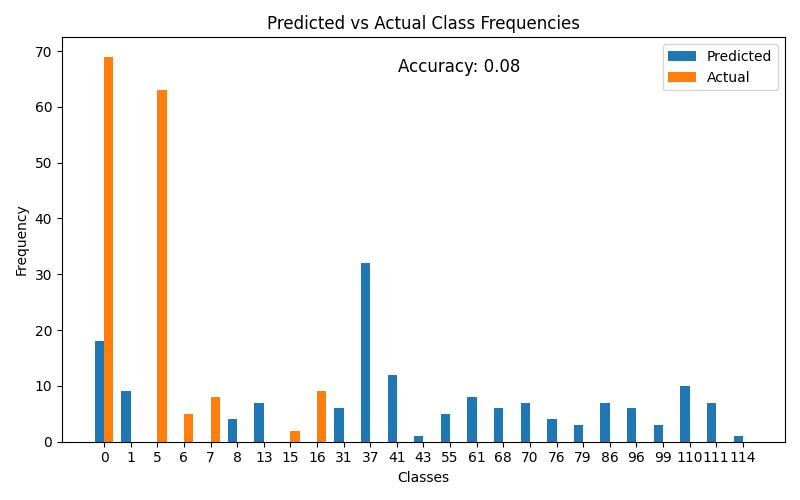 Predicted vs Actual Class Frequencies
Accuracy: 0.08
Predicted
Actual
Frequency
70
60
50
40
30
20
10
0
0 1 5 6 7 8 13 15 16 31 37 41 43 55 61 68 70 76 79 86 96 99 110 111 114
Classes